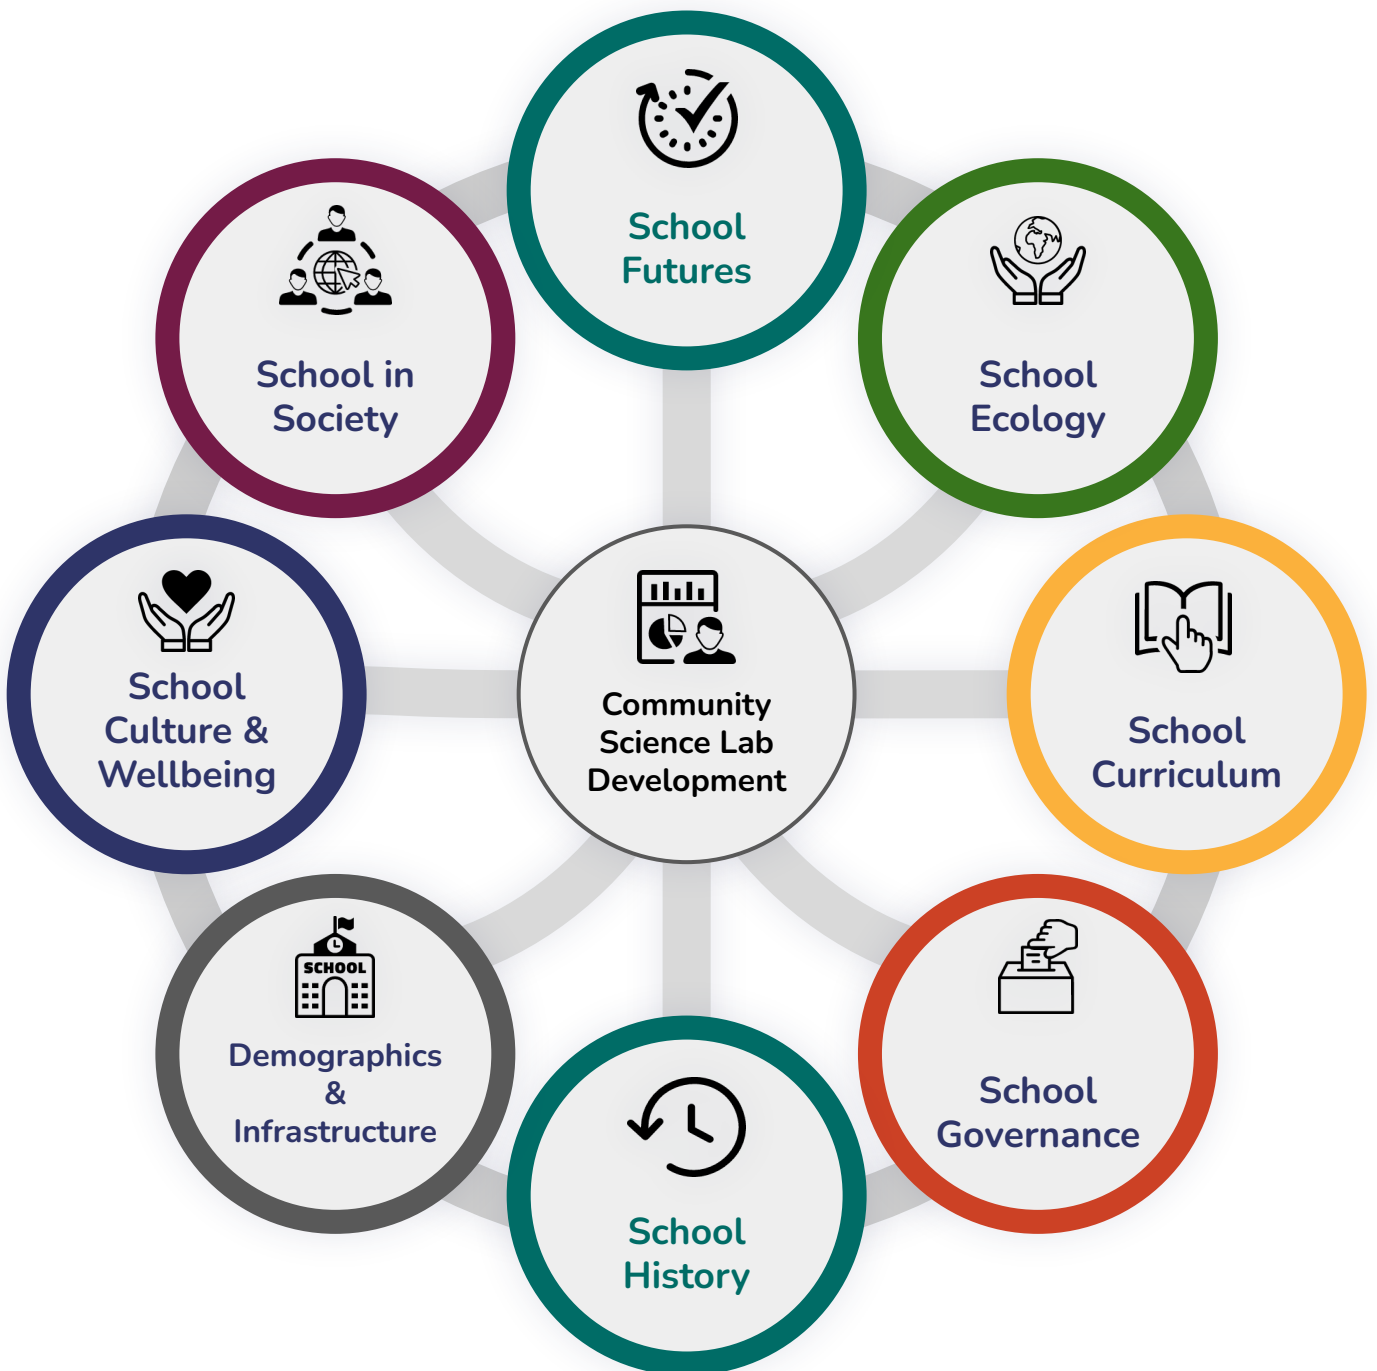 School
Futures
School in
Society
School
Ecology
School
Culture &
Wellbeing
Community
Science Lab
Development
School
Curriculum
SCHOOL
Demographics
&
Infrastructure
School
Governance
School
History